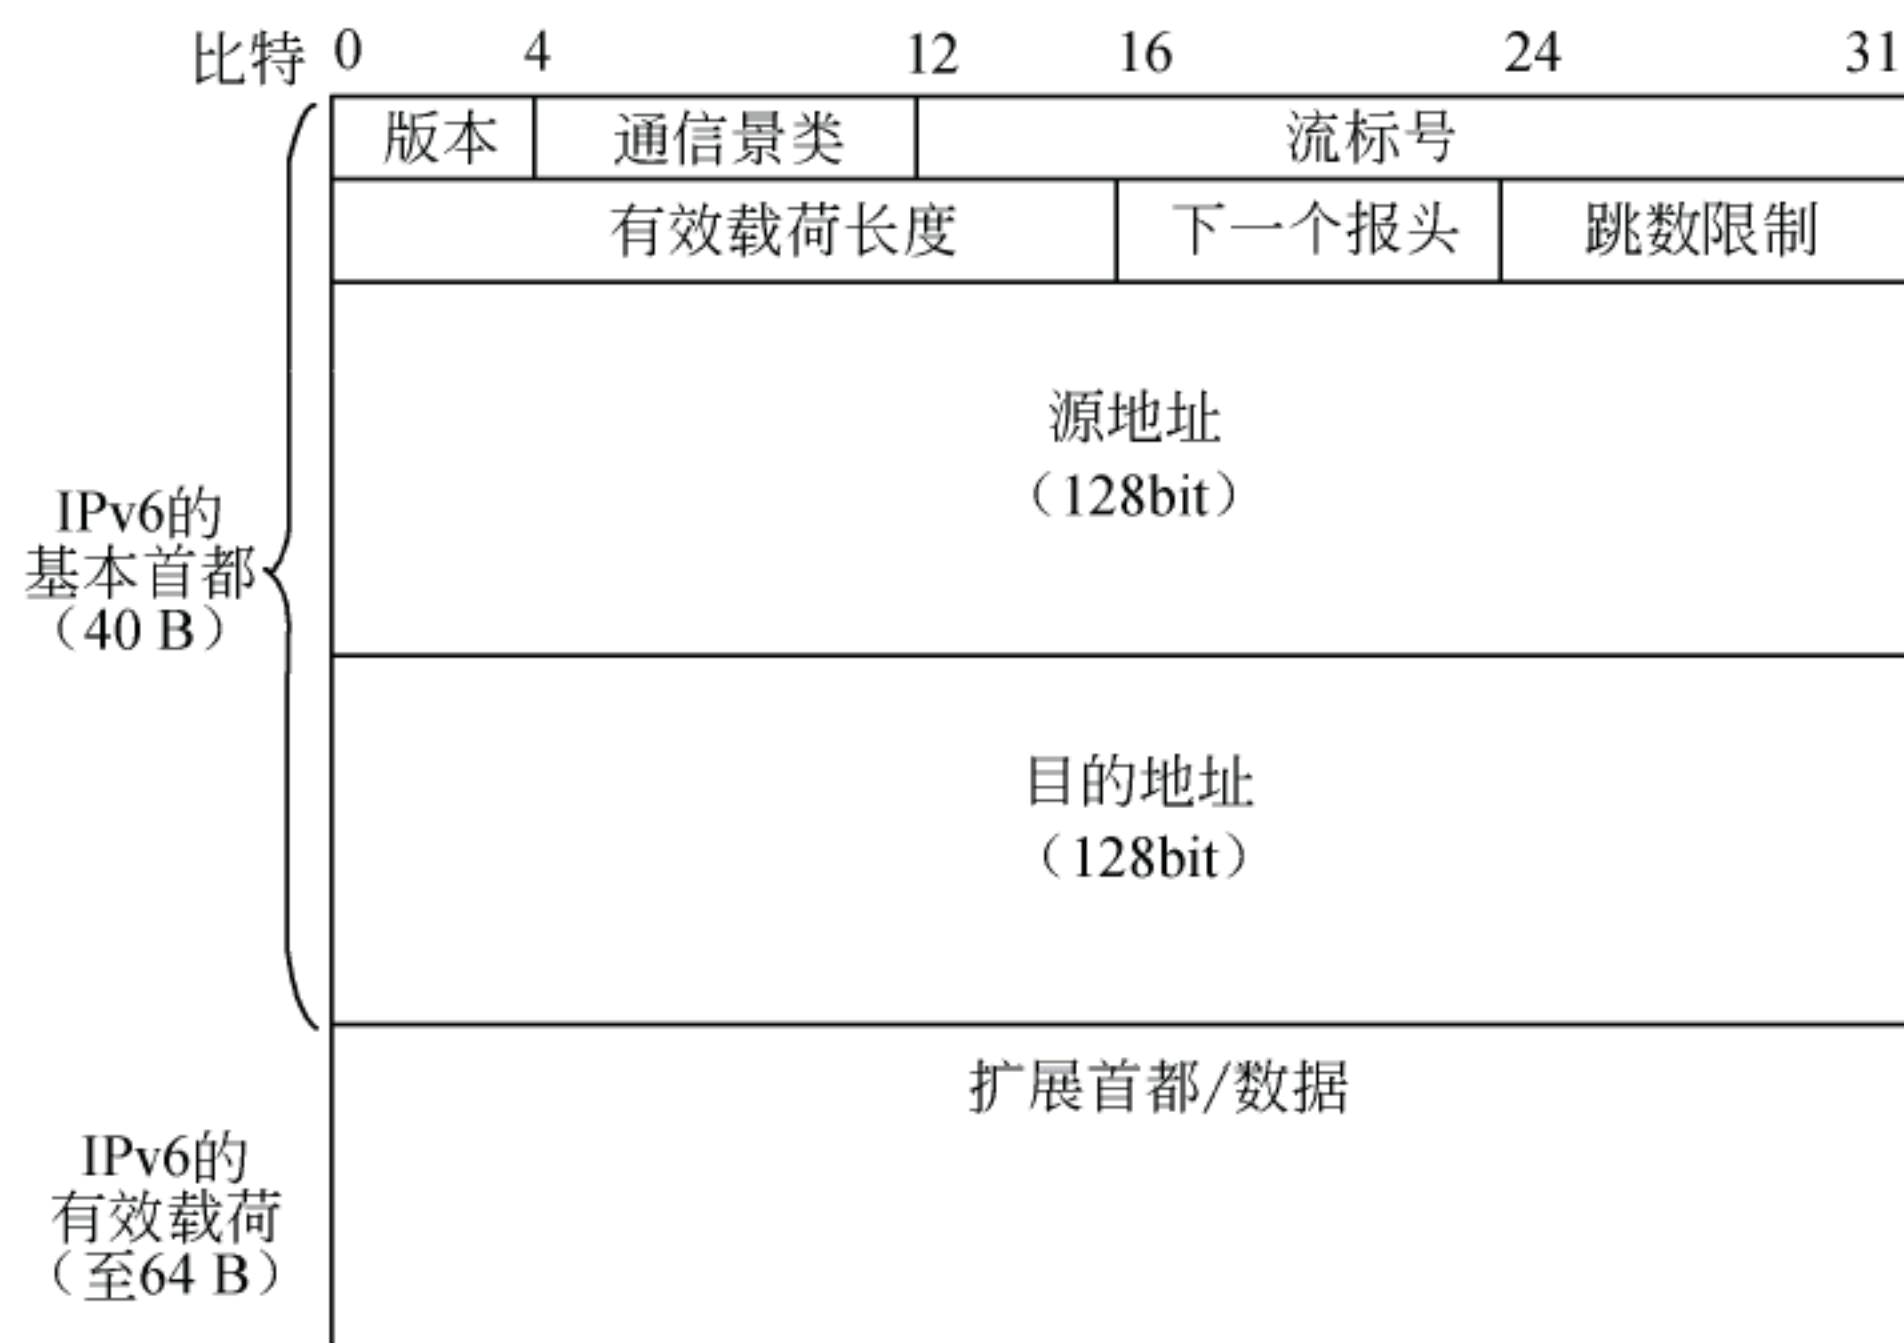 比特 0 4 12 16 24 31
版本 通信景类 流标号
有效载荷长度 下一个报头 跳数限制
源地址
（128bit）
IPv6的
基本首都
（40 B）
目的地址
（128bit）
扩展首都/数据
IPv6的
有效载荷
（至64 B）